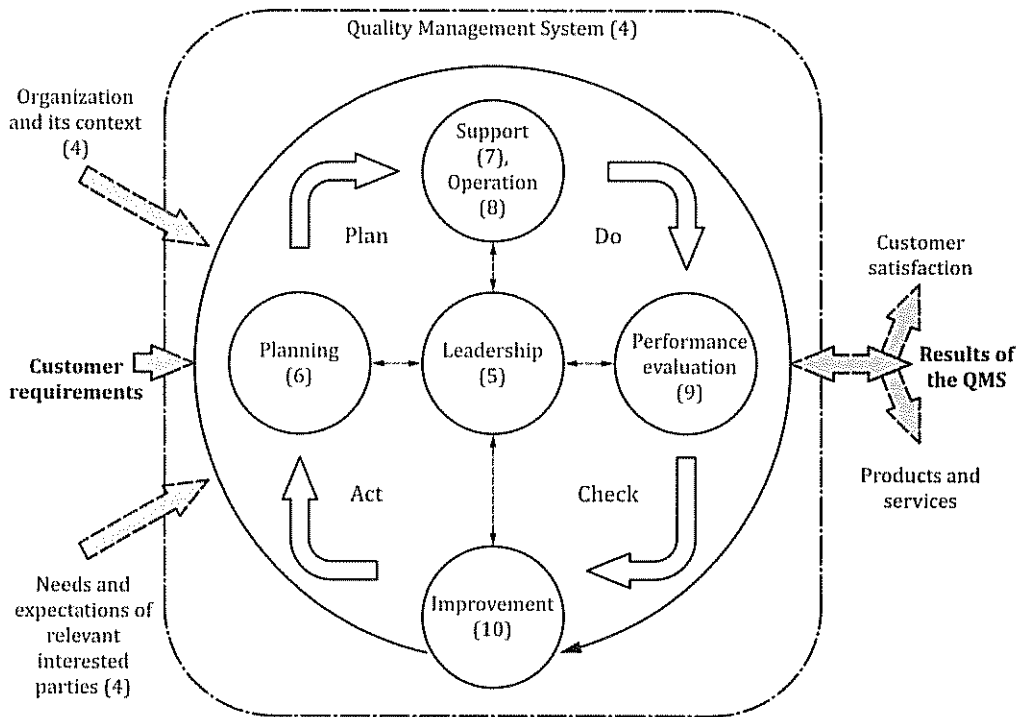 Quality Management System (4)
Organization
and its context
(4)
Support
(7),
Operation
(8)
Plan
Do
Customer
satisfaction
Planning
(6)
Leadership
(5)
Performance
evaluation
(9)
Customer
requirements
Results of
the QMS
Act
Check
Products and
services
Needs and
expectations of
relevant
interested
parties (4)
Improvement
(10)